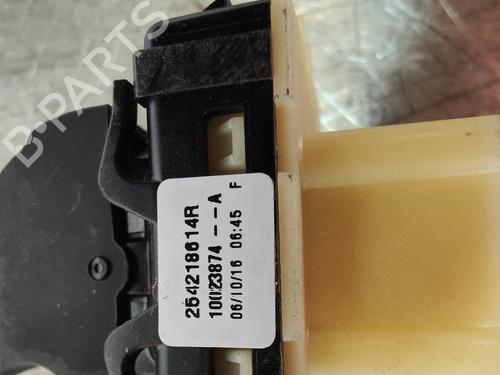 254218614R
10023874 -- A
06/10/16 06:45 F
B-PARTS